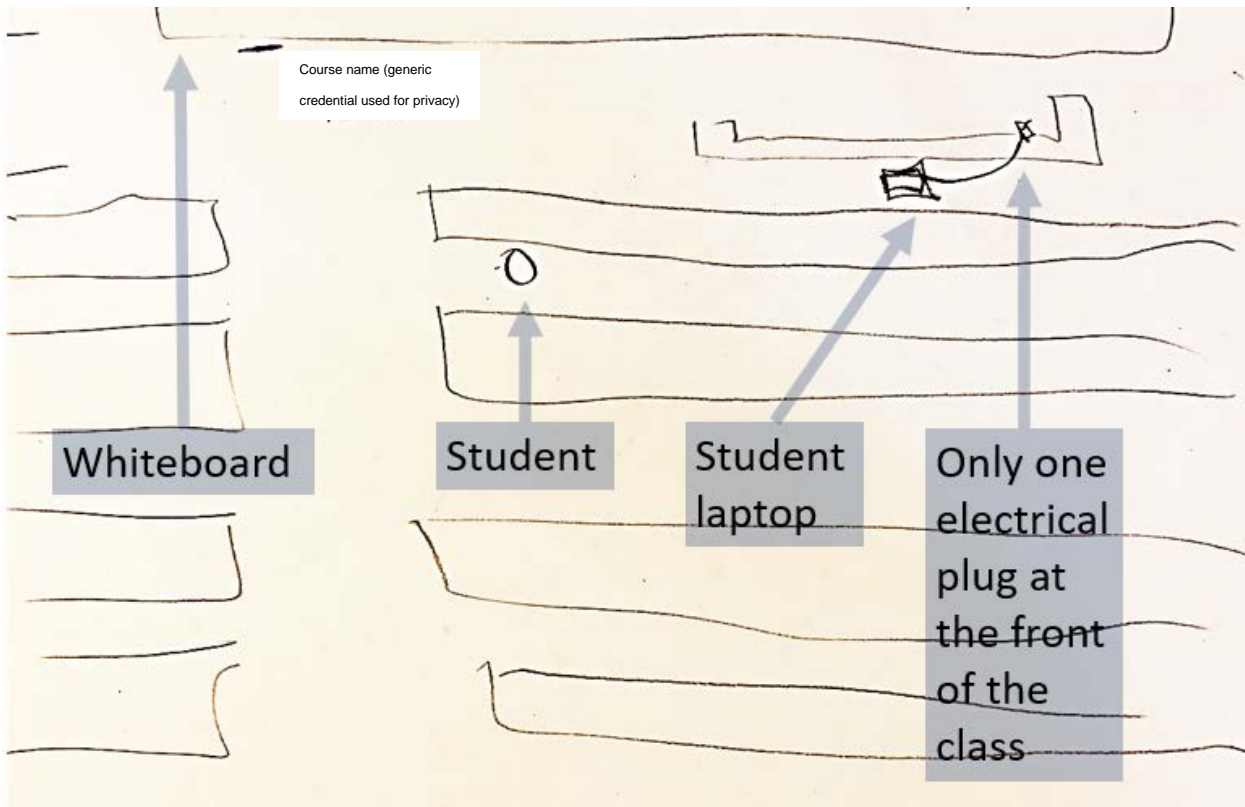 Course name (generic
credential used for privacy)
Whiteboard
Student
Student
laptop
Only one
electrical
plug at
the front
of the
class